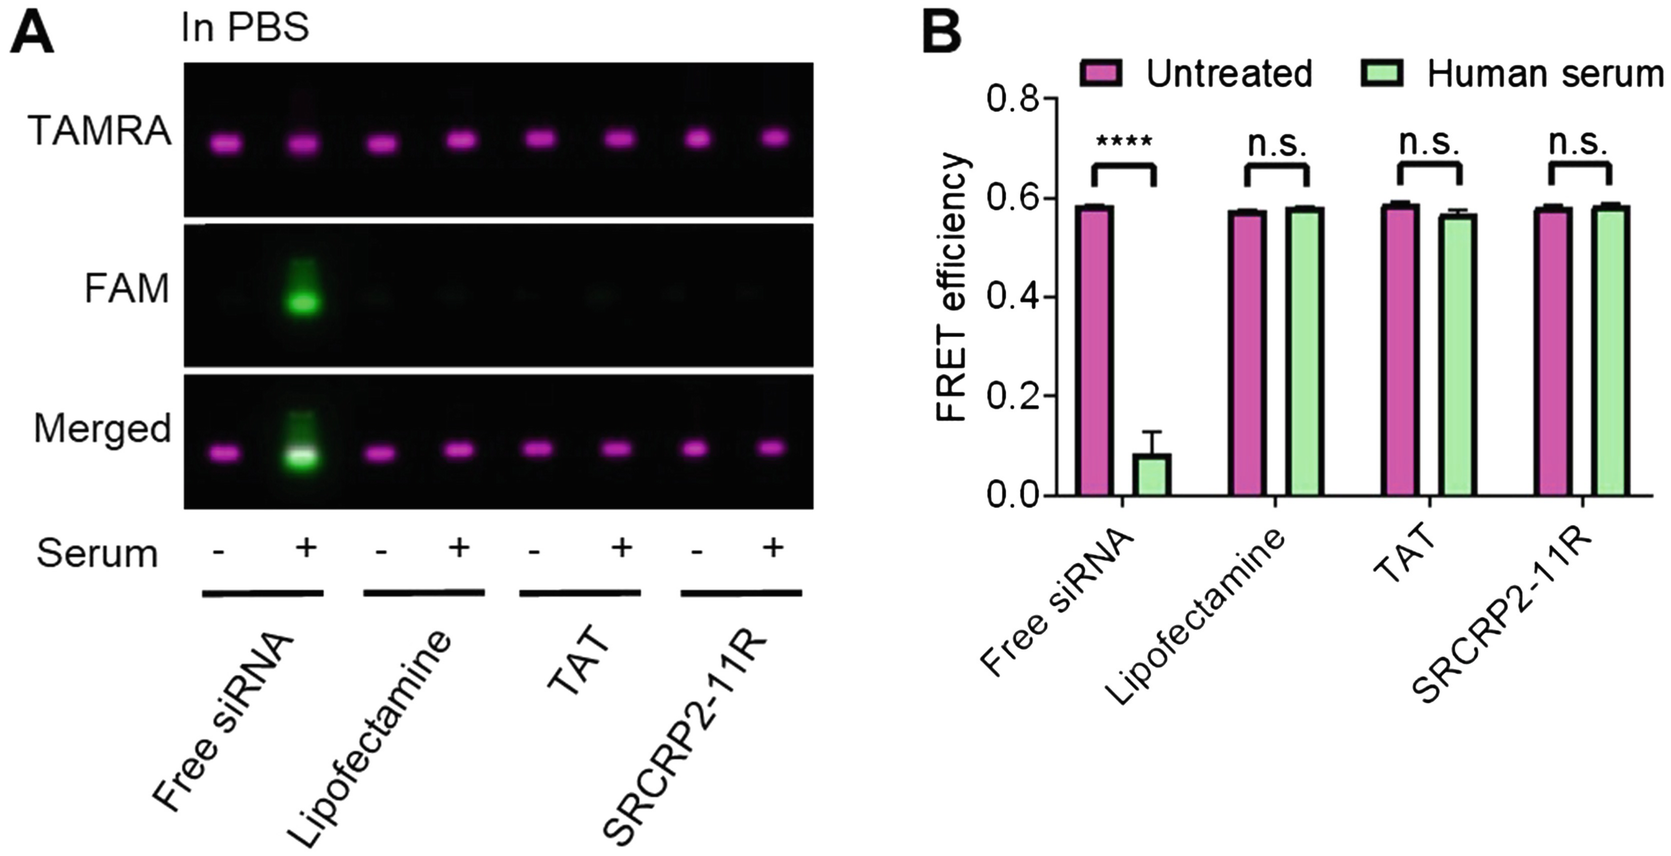 A
In PBS
TAMRA
FAM
Merged
Serum - + - + - + - +
Free siRNA
Lipofectamine
TAT
SRCRP2-11R
B
Untreated
Human serum
FRET efficiency
0.8
0.6
0.4
0.2
0.0
****
n.s.
n.s.
n.s.
Free siRNA
Lipofectamine
TAT
SRCRP2-11R